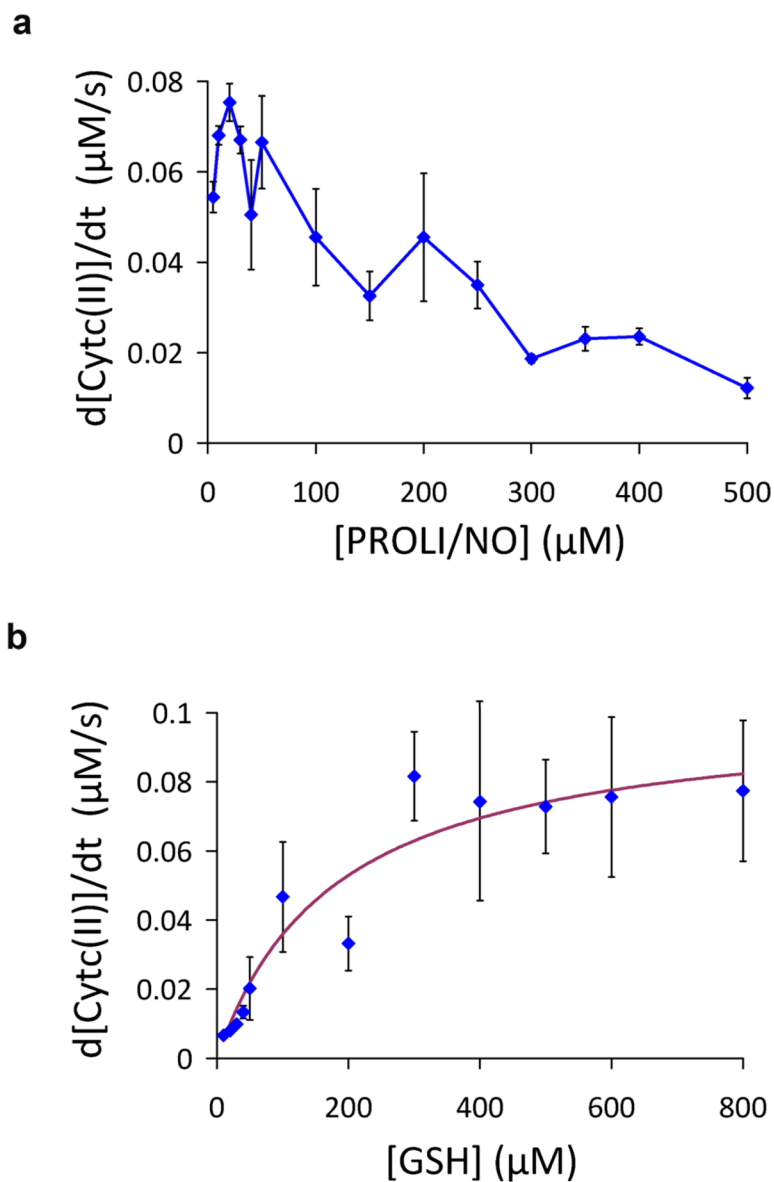 a
d[Cytc(II)]/dt (µM/s)
0.08
0.06
0.04
0.02
0
0 100 200 300 400 500
[PROLI/NO] (µM)
b
d[Cytc(II)]/dt (µM/s)
0.1
0.08
0.06
0.04
0.02
0
0 200 400 600 800
[GSH] (µM)